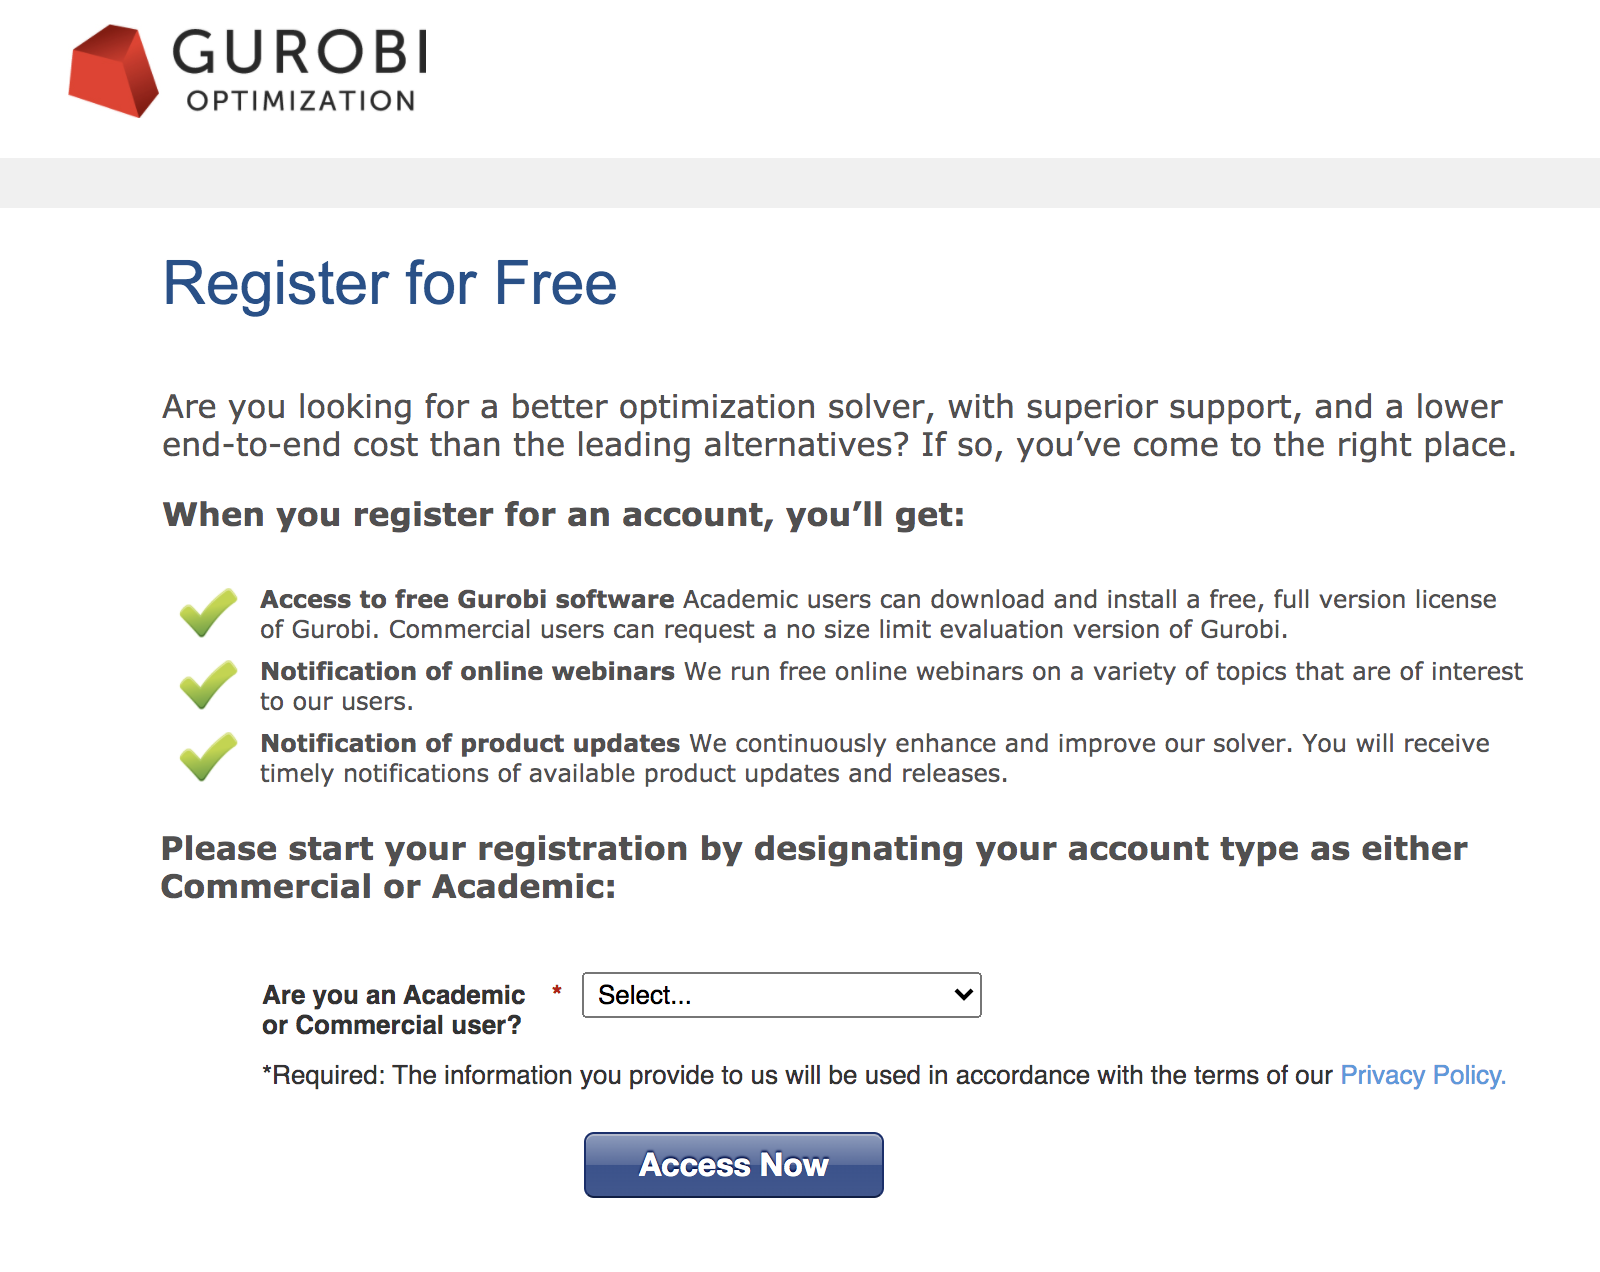 GUROBI
OPTIMIZATION
Register for Free
Are you looking for a better optimization solver, with superior support, and a lower
end-to-end cost than the leading alternatives? If so, you’ve come to the right place.
When you register for an account, you’ll get:
Access to free Gurobi software Academic users can download and install a free, full version license
of Gurobi. Commercial users can request a no size limit evaluation version of Gurobi.
Notification of online webinars We run free online webinars on a variety of topics that are of interest
to our users.
Notification of product updates We continuously enhance and improve our solver. You will receive
timely notifications of available product updates and releases.
Please start your registration by designating your account type as either
Commercial or Academic:
Are you an Academic * Select...
or Commercial user?
*Required: The information you provide to us will be used in accordance with the terms of our Privacy Policy.
Access Now